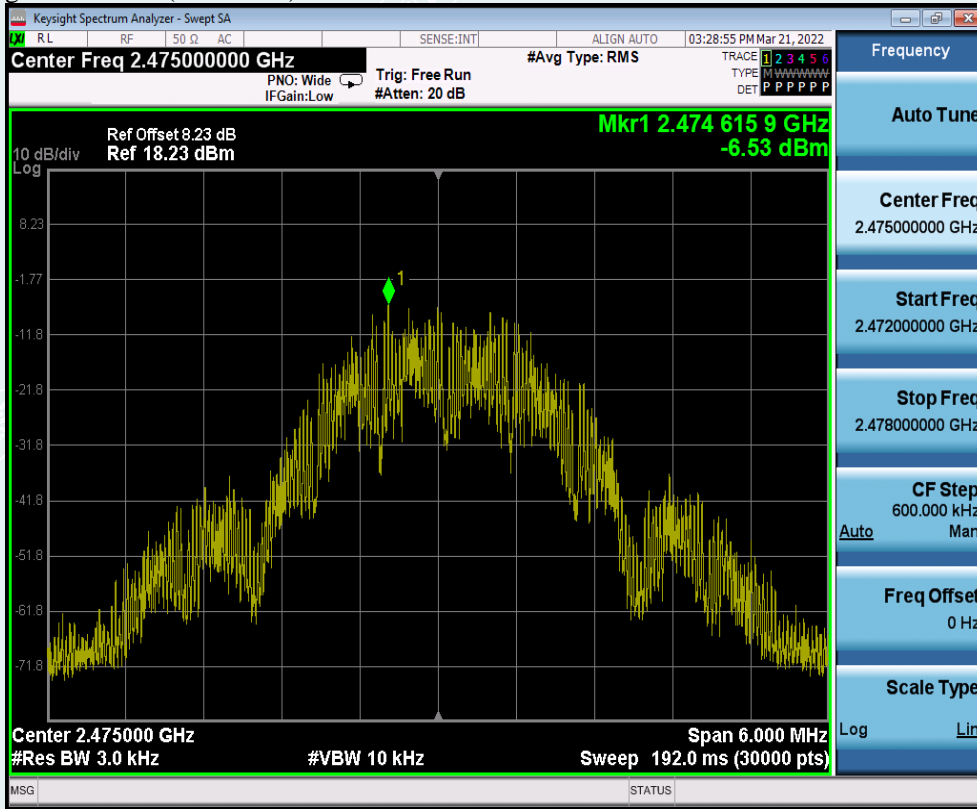 Keysight Spectrum Analyzer - Swept SA
LXI RL RF 50 Ω AC SENSE:INT ALIGN AUTO 03:28:55 PM Mar 21, 2022
Center Freq 2.475000000 GHz
PNO: Wide
IFGain:Low
Trig: Free Run
#Atten: 20 dB
#Avg Type: RMS
TRACE 1 2 3 4 5 6
TYPE M WWWWW
DET P P P P P P
Ref Offset 8.23 dB
10 dB/div Ref 18.23 dBm
Log
Mkr1 2.474 615 9 GHz
-6.53 dBm
1
8.23
-1.77
-11.8
-21.8
-31.8
-41.8
-51.8
-61.8
-71.8
Center 2.475000 GHz Span 6.000 MHz
#Res BW 3.0 kHz #VBW 10 kHz Sweep 192.0 ms (30000 pts)
MSG STATUS
Frequency
Auto Tune
Center Freq
2.475000000 GHz
Start Freq
2.472000000 GHz
Stop Freq
2.478000000 GHz
CF Step
600.000 kHz
Auto Man
Freq Offset
0 Hz
Scale Type
Log Lin